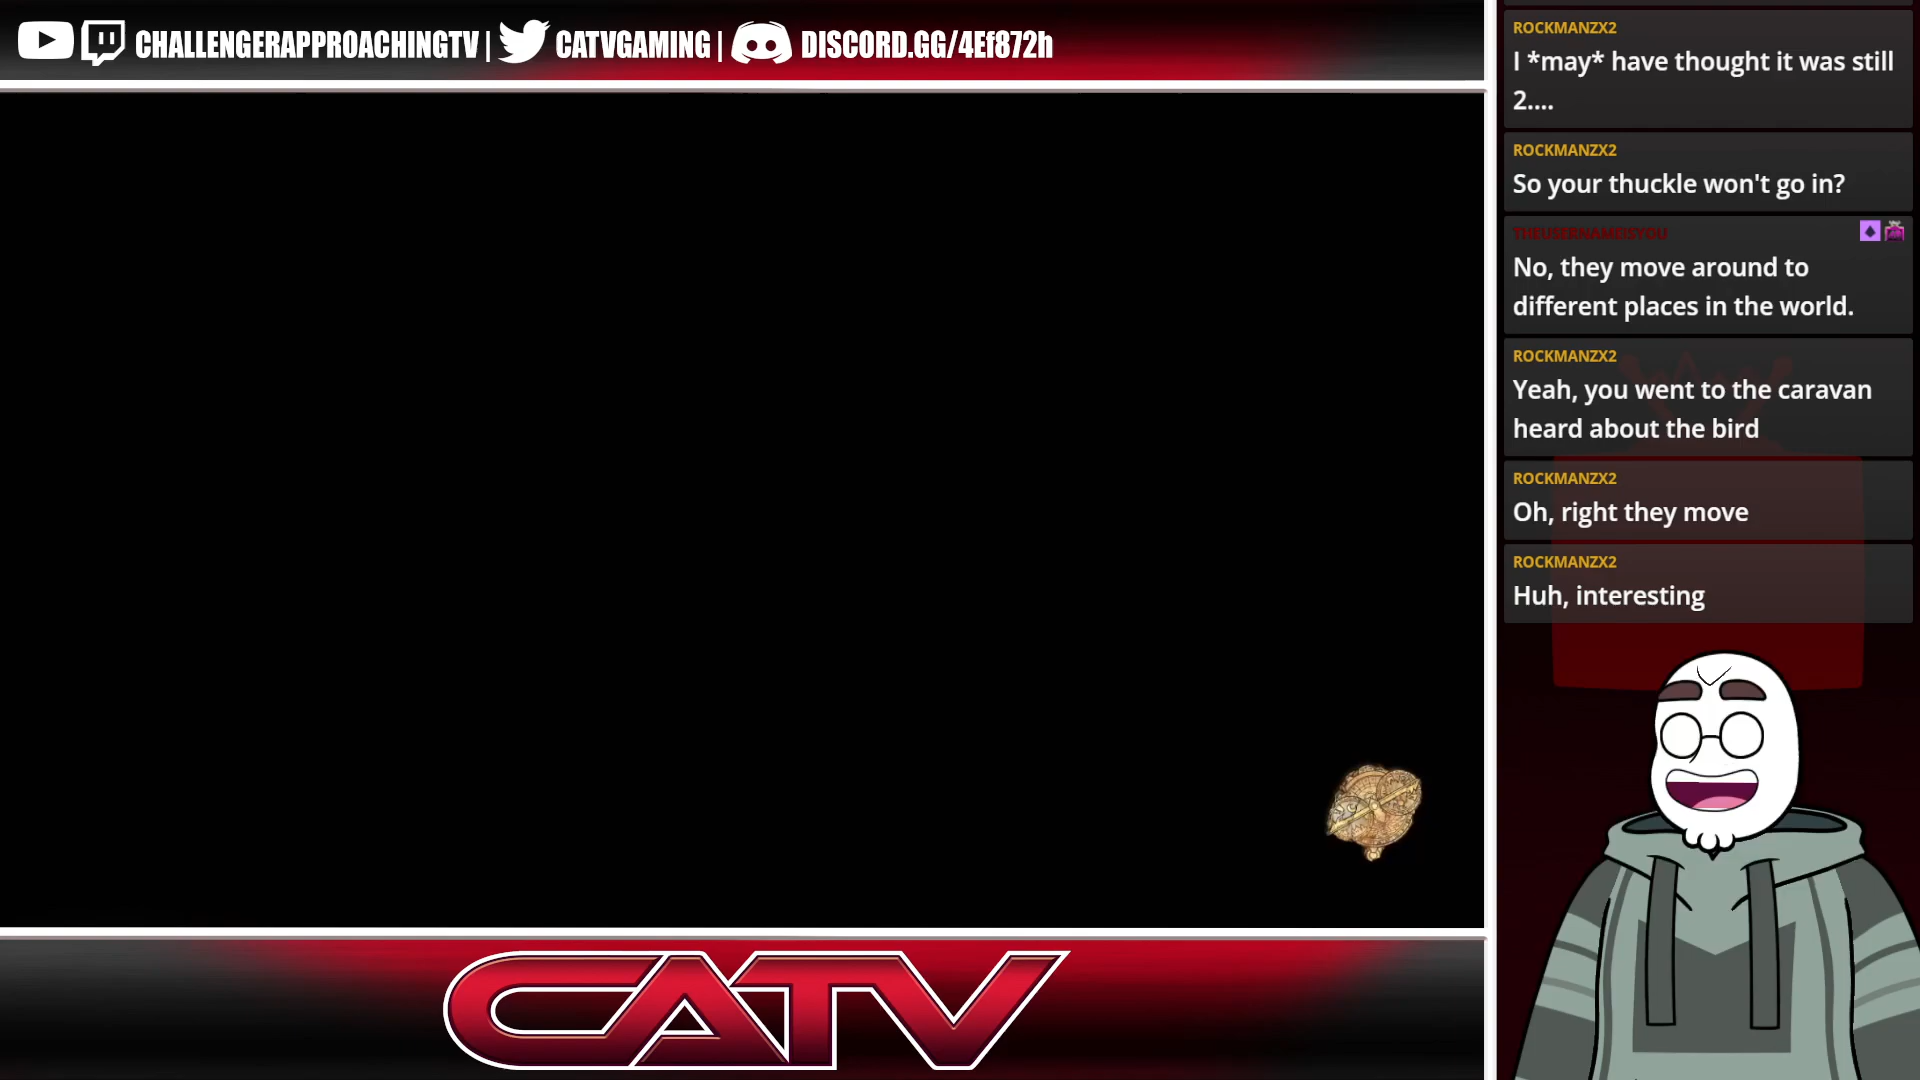 CHALLENGERAPPROACHINGTV | CATVGAMING | DISCORD.GG/4Ef872h
ROCKMANZX2
I *may* have thought it was still
2....
ROCKMANZX2
So your thuckle won't go in?
THEUSERNAMEISYOU
No, they move around to
different places in the world.
ROCKMANZX2
Yeah, you went to the caravan
heard about the bird
ROCKMANZX2
Oh, right they move
ROCKMANZX2
Huh, interesting
CATV